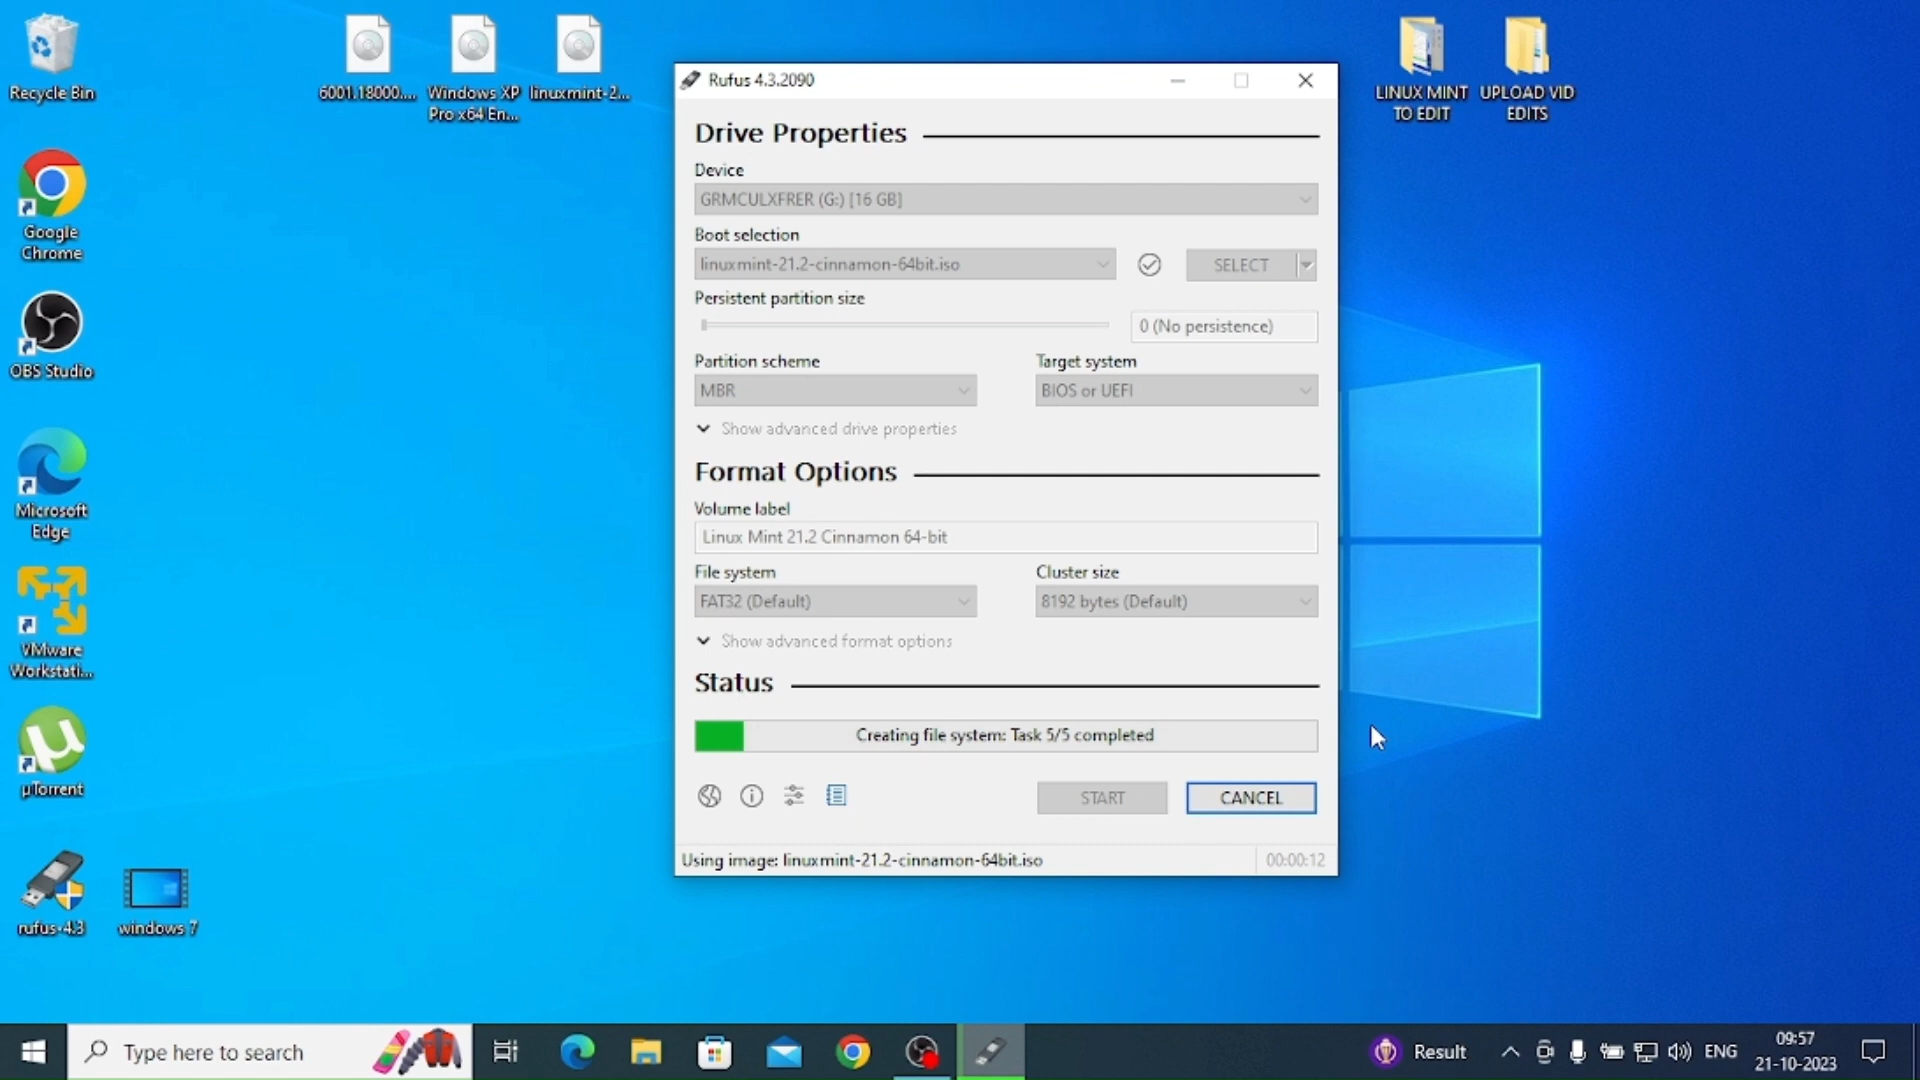 Recycle Bin
6001.18000....
Windows XP
Pro x64 En...
linuxmint-2...
LINUX MINT
TO EDIT
UPLOAD VID
EDITS
Google
Chrome
OBS Studio
Microsoft
Edge
VMware
Workstati...
µTorrent
rufus-4.3
windows 7
Rufus 4.3.2090
Drive Properties
Device
GRMCULXFRER (G:) [16 GB]
Boot selection
linuxmint-21.2-cinnamon-64bit.iso
SELECT
Persistent partition size
0 (No persistence)
Partition scheme
Target system
MBR
BIOS or UEFI
Show advanced drive properties
Format Options
Volume label
Linux Mint 21.2 Cinnamon 64-bit
File system
Cluster size
FAT32 (Default)
8192 bytes (Default)
Show advanced format options
Status
Creating file system: Task 5/5 completed
START
CANCEL
Using image: linuxmint-21.2-cinnamon-64bit.iso
00:00:12
Type here to search
Result
ENG
09:57
21-10-2023